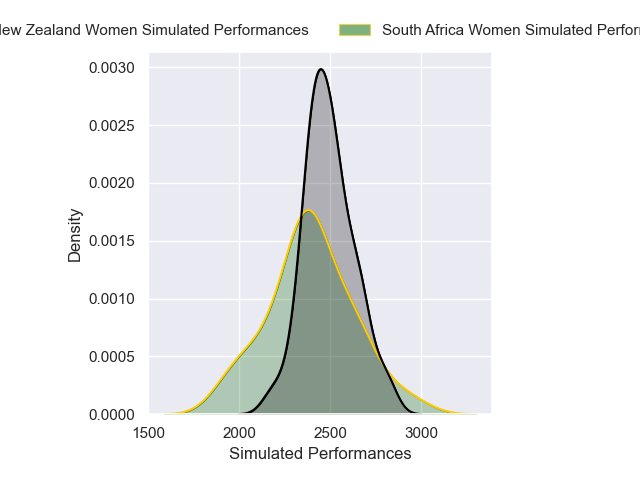 New Zealand Women Simulated Performances South Africa Women Simulated
0.0030
0.0025
0.0020
0.0015
0.0010
0.0005
0.0000
Density
1500 2000 2500 3000
Simulated Performances